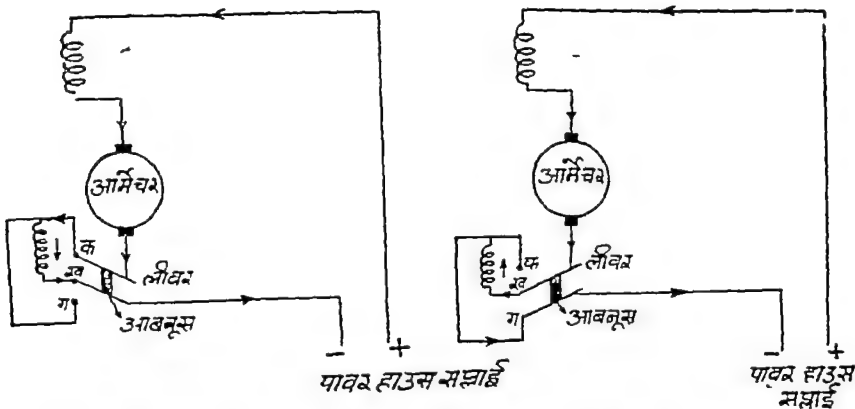 आर्मेचर
क
ख
ग
लीवर
आबनूस
- +
पावर हाउस सप्लाई
आर्मेचर
क
ख
ग
लीवर
आबनूस
- +
पावर हाउस
सप्लाई